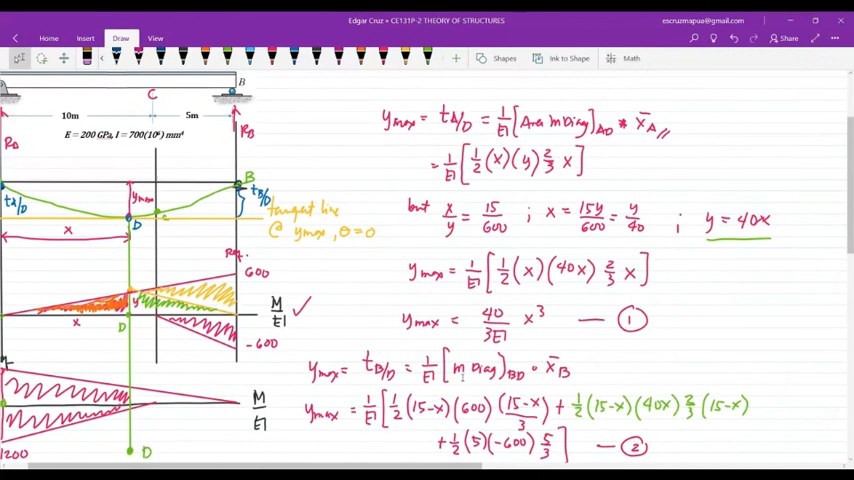 Edgar Cruz + CE131P-2 THEORY OF STRUCTURES
escruzmapua@gmail.com
Home Insert Draw View
Share
Shapes Ink to Shape Math
C B
10m 5m
E = 200 GPa, I = 700(10⁶) mm⁴
RA RB
tA/D ymax B tB/D
D C
tangent line
@ ymax, θ=0
x
Ref.
600
y
x D
M/EI ✓
-600
M/EI
1200
D
ymax = tA/D = 1/EI [Area m Diag]AD * x̄A //
= 1/EI [1/2 (x)(y) 2/3 x]
but x/y = 15/600 ; x = 15y/600 = y/40 ; y = 40x
ymax = 1/EI [1/2 (x)(40x) 2/3 x]
ymax = 40/3EI x³ — ①
ymax = tB/D = 1/EI [m Diag]BD • x̄B
ymax = 1/EI [1/2 (15-x)(600) (15-x)/3 + 1/2 (15-x)(40x) 2/3 (15-x)
+ 1/2 (5)(-600) 5/3] — ②